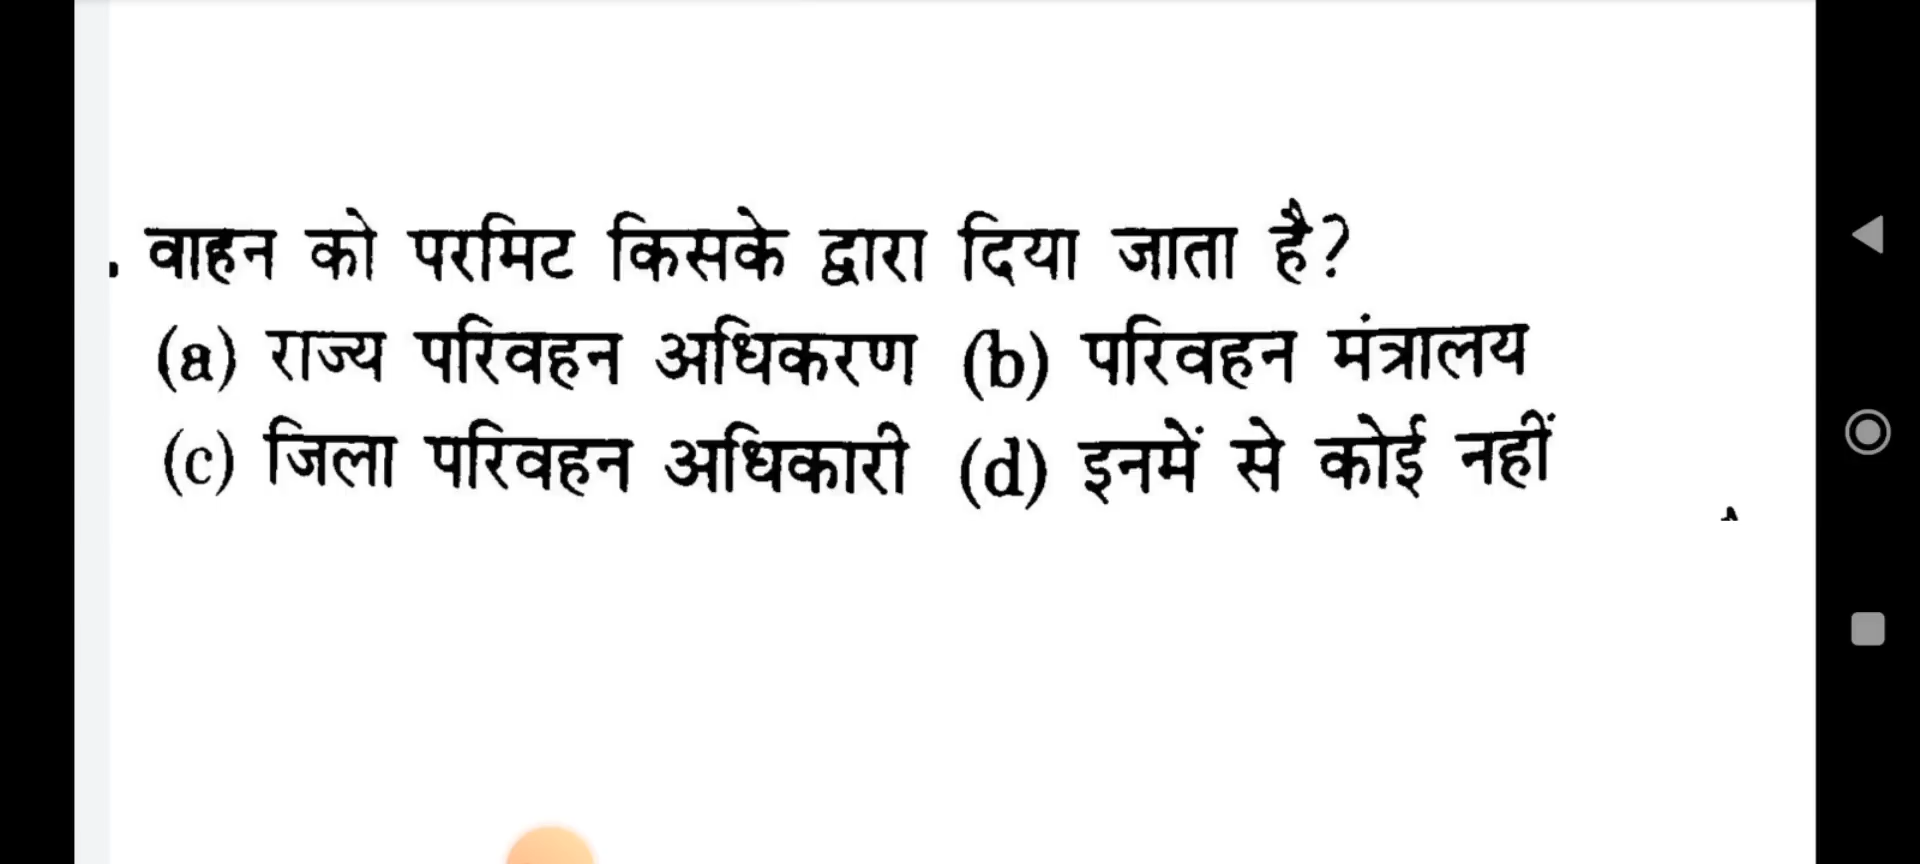 . वाहन को परमिट किसके द्वारा दिया जाता है?
(a) राज्य परिवहन अधिकरण (b) परिवहन मंत्रालय
(c) जिला परिवहन अधिकारी (d) इनमें से कोई नहीं